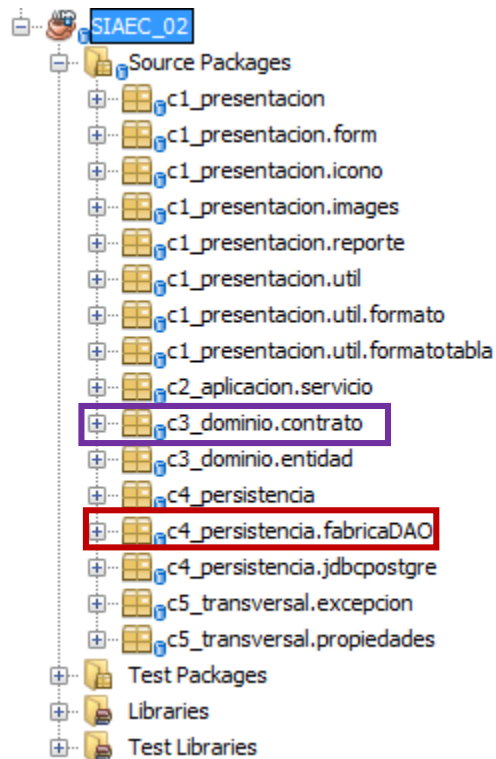 SIAEC_02
Source Packages
c1_presentacion
c1_presentacion.form
c1_presentacion.icono
c1_presentacion.images
c1_presentacion.reporte
c1_presentacion.util
c1_presentacion.util.formato
c1_presentacion.util.formatotabla
c2_aplicacion.servicio
c3_dominio.contrato
c3_dominio.entidad
c4_persistencia
c4_persistencia.fabricaDAO
c4_persistencia.jdbcpostgre
c5_transversal.excepcion
c5_transversal.propiedades
Test Packages
Libraries
Test Libraries